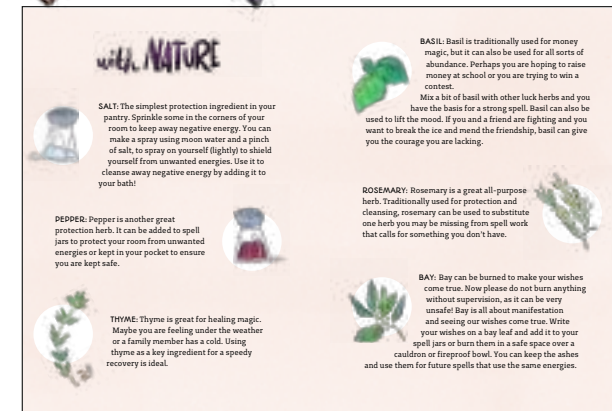 with NATURE
SALT: The simplest protection ingredient in your
pantry. Sprinkle some in the corners of your
room to keep away negative energy. You can
make a spray using moon water and a pinch
of salt, to spray on yourself (lightly) to shield
yourself from unwanted energies. Use it to
cleanse away negative energy by adding it to
your bath!
PEPPER: Pepper is another great
protection herb. It can be added to spell
jars to protect your room from unwanted
energies or kept in your pocket to ensure
you are kept safe.
THYME: Thyme is great for healing magic.
Maybe you are feeling under the weather
or a family member has a cold. Using
thyme as a key ingredient for a speedy
recovery is ideal.
BASIL: Basil is traditionally used for money
magic, but it can also be used for all sorts of
abundance. Perhaps you are hoping to raise
money at school or you are trying to win a
contest.
Mix a bit of basil with other luck herbs and you
have the basis for a strong spell. Basil can also be
used to lift the mood. If you and a friend are fighting and you
want to break the ice and mend the friendship, basil can give
you the courage you are lacking.
ROSEMARY: Rosemary is a great all-purpose
herb. Traditionally used for protection and
cleansing, rosemary can be used to substitute
one herb you may be missing from spell work
that calls for something you don't have.
BAY: Bay can be burned to make your wishes
come true. Now please do not burn anything
without supervision, as it can be very
unsafe! Bay is all about manifestation
and seeing our wishes come true. Write
your wishes on a bay leaf and add it to your
spell jars or burn them in a safe space over a
cauldron or fireproof bowl. You can keep the ashes
and use them for future spells that use the same energies.